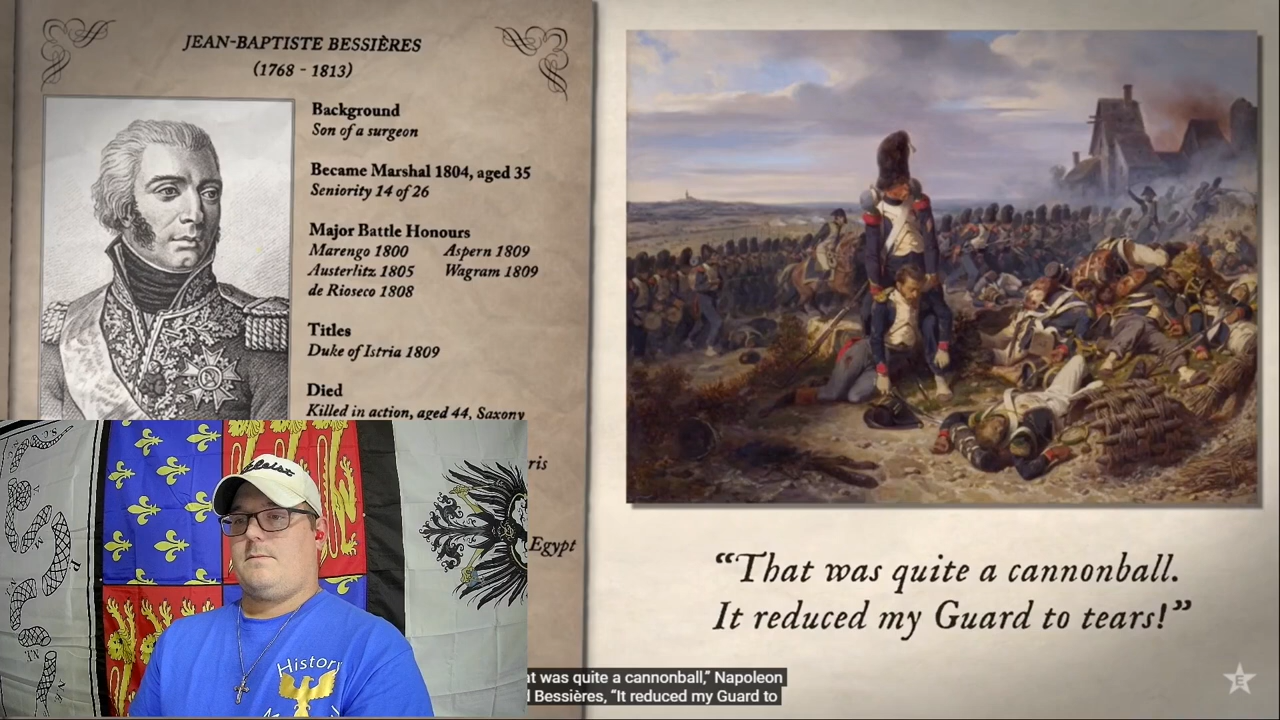 JEAN-BAPTISTE BESSIÈRES
(1768 - 1813)
Background
Son of a surgeon
Became Marshal 1804, aged 35
Seniority 14 of 26
Major Battle Honours
Marengo 1800 Aspern 1809
Austerlitz 1805 Wagram 1809
de Rioseco 1808
Titles
Duke of Istria 1809
Died
Killed in action, aged 44, Saxony
Egypt
“That was quite a cannonball.
It reduced my Guard to tears!”
was quite a cannonball,” Napoleon
Bessières, “It reduced my Guard to
History
E